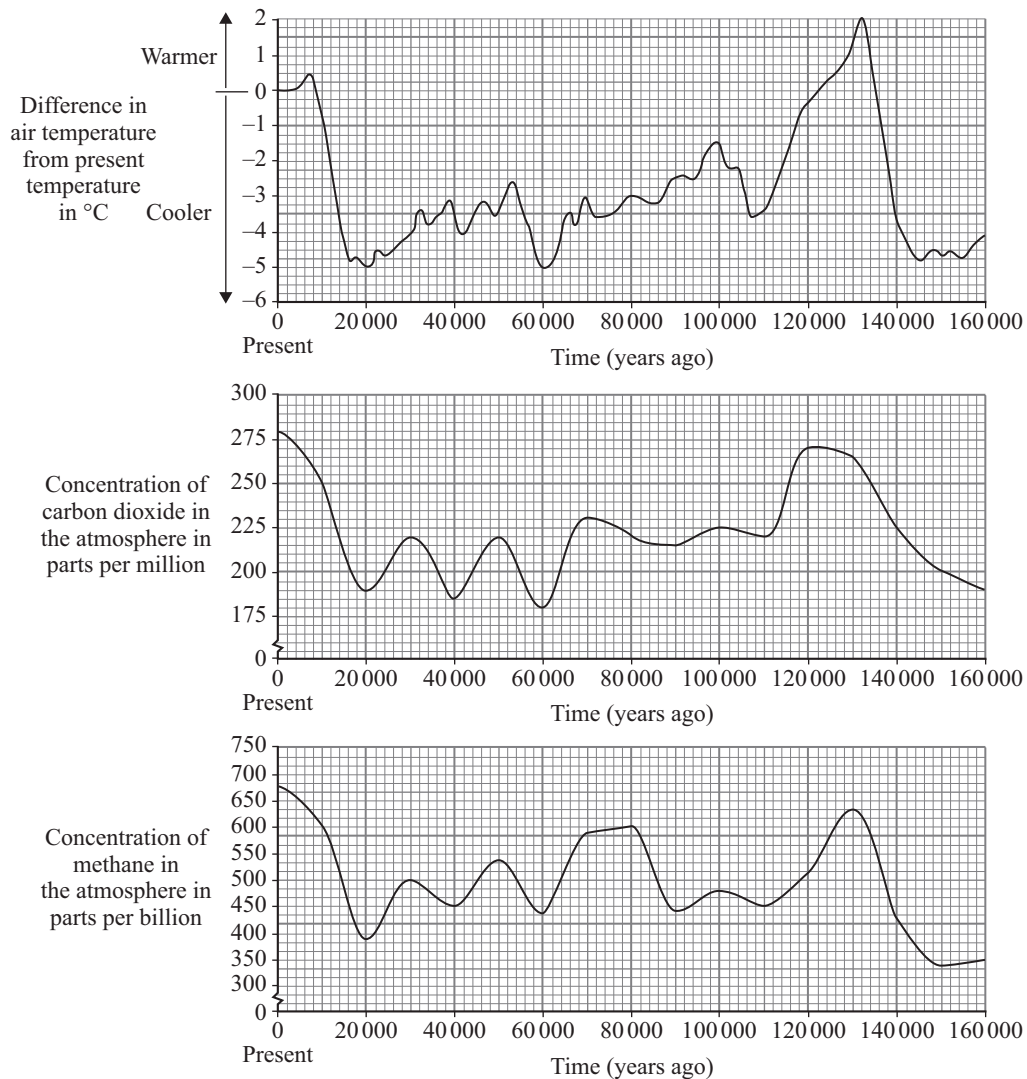 2
Warmer
1
0
Difference in
air temperature
from present
temperature
in °C
Cooler
–1
–2
–3
–4
–5
–6
0 20 000 40 000 60 000 80 000 100 000 120 000 140 000 160 000
Present
Time (years ago)
300
275
250
225
200
175
0
Concentration of
carbon dioxide in
the atmosphere in
parts per million
0 20 000 40 000 60 000 80 000 100 000 120 000 140 000 160 000
Present
Time (years ago)
750
700
650
600
550
500
450
400
350
300
0
Concentration of
methane in
the atmosphere in
parts per billion
0 20 000 40 000 60 000 80 000 100 000 120 000 140 000 160 000
Present
Time (years ago)